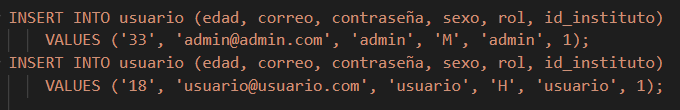 INSERT INTO usuario (edad, correo, contraseña, sexo, rol, id_instituto)
VALUES ('33', 'admin@admin.com', 'admin', 'M', 'admin', 1);
INSERT INTO usuario (edad, correo, contraseña, sexo, rol, id_instituto)
VALUES ('18', 'usuario@usuario.com', 'usuario', 'H', 'usuario', 1);